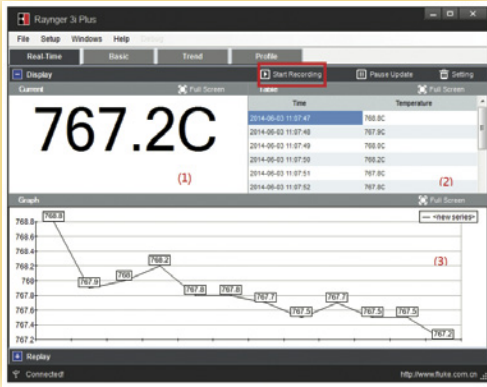 Raynger 3i Plus
File Setup Windows Help
Real-Time Basic Trend Profile
Display Start Recording Pause Update Setting
Current Full Screen Table Full Screen
767.2C
(1)
Time Temperature
2014-06-03 11:07:47 768.8C
2014-06-03 11:07:48 767.9C
2014-06-03 11:07:49 768.0C
2014-06-03 11:07:50 768.2C
2014-06-03 11:07:51 767.8C
2014-06-03 11:07:52 767.8C
(2)
Graph Full Screen
<new series>
(3)
768.8
768.6
768.4
768.2
768
767.8
767.6
767.4
767.2
768.8 767.9 768 768.2 767.8 767.8 767.7 767.5 767.7 767.5 767.5 767.2
Replay
Connected! http://www.fluke.com.cn